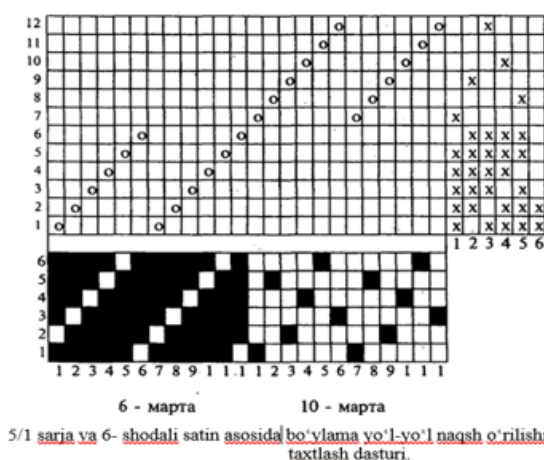 12 o o x
11 o o
10 o o x
9 o o x
8 o o x
7 o o x
6 o o x x x x
5 o o x x x x x
4 o o x x x x
3 o o x x x x
2 o o x x x x x
1 o o x x x x x
1 2 3 4 5 6
6
5
4
3
2
1
1 2 3 4 5 6 7 8 9 1 1 1 1 2 3 4 5 6 7 8 9 1 1 1
6 - марта 10 - марта
5/1 sarja va 6- shodali satin asosida bo‘ylama yo‘l-yo‘l naqsh o‘rilishi
taxtlash dasturi.